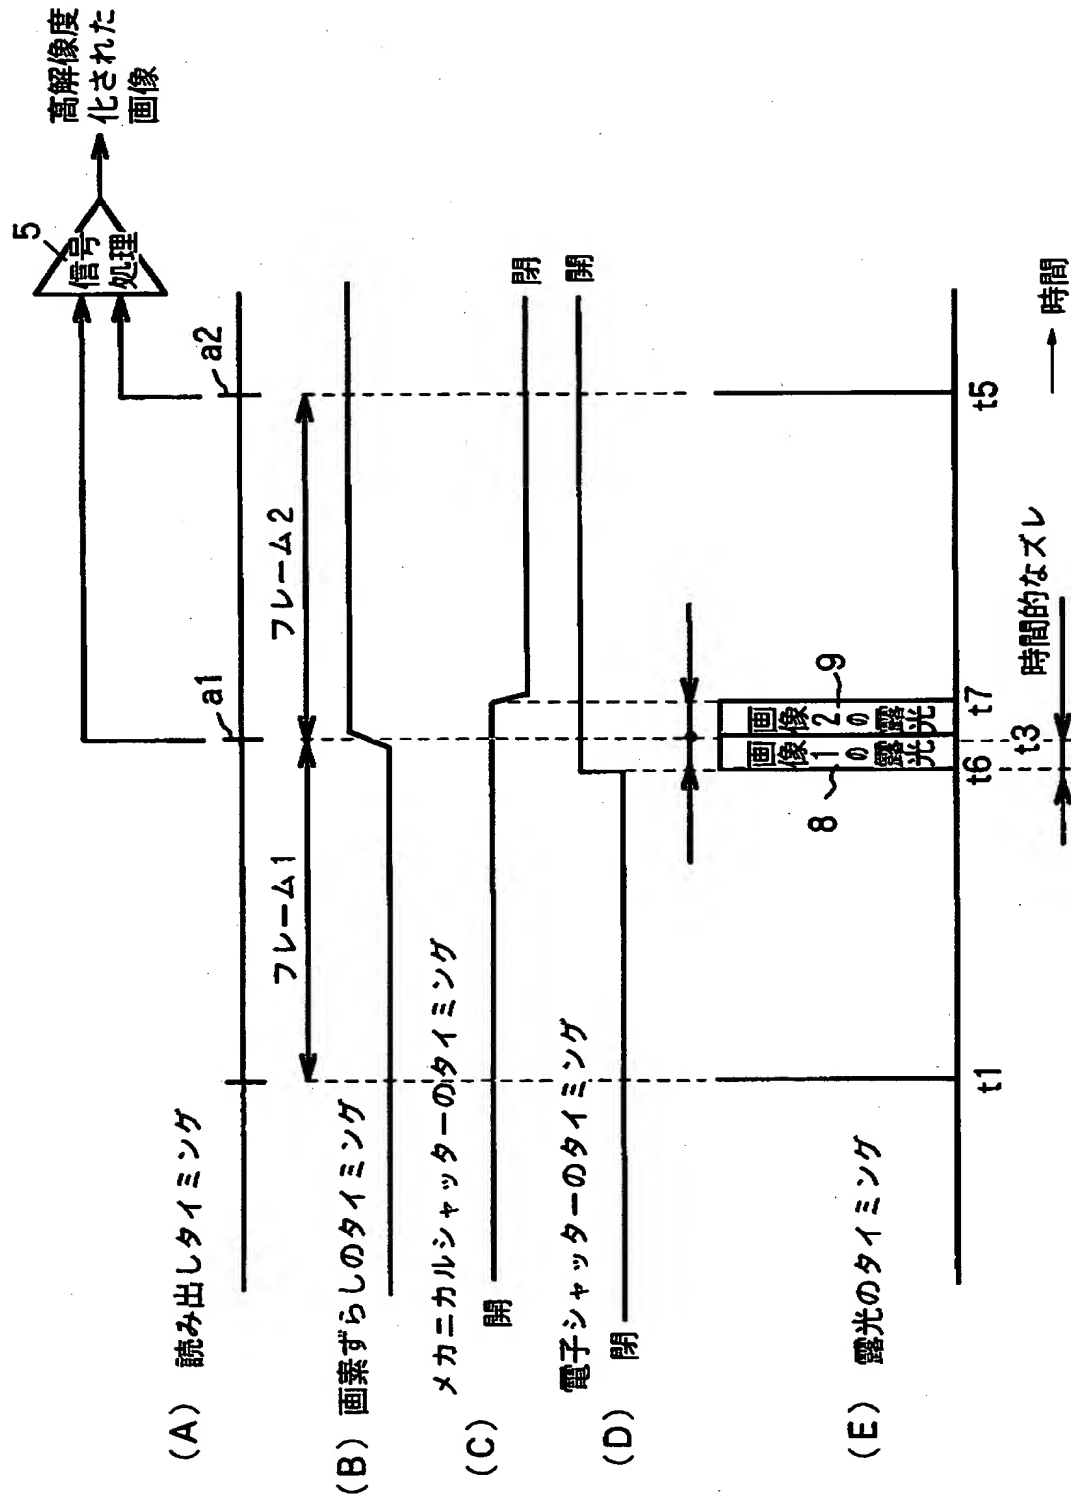 (A) 読み出しタイミング
a1
a2
5
信号
処理
高解像度
化された
画像
フレーム1
フレーム2
(B) 画素ずらしのタイミング
(C)
メカニカルシャッターのタイミング
開
閉
(D)
電子シャッターのタイミング
閉
開
(E) 露光のタイミング
8
画像1の露光
画像2の露光
9
t1
t6
t3
t7
t5
時間的なズレ
時間